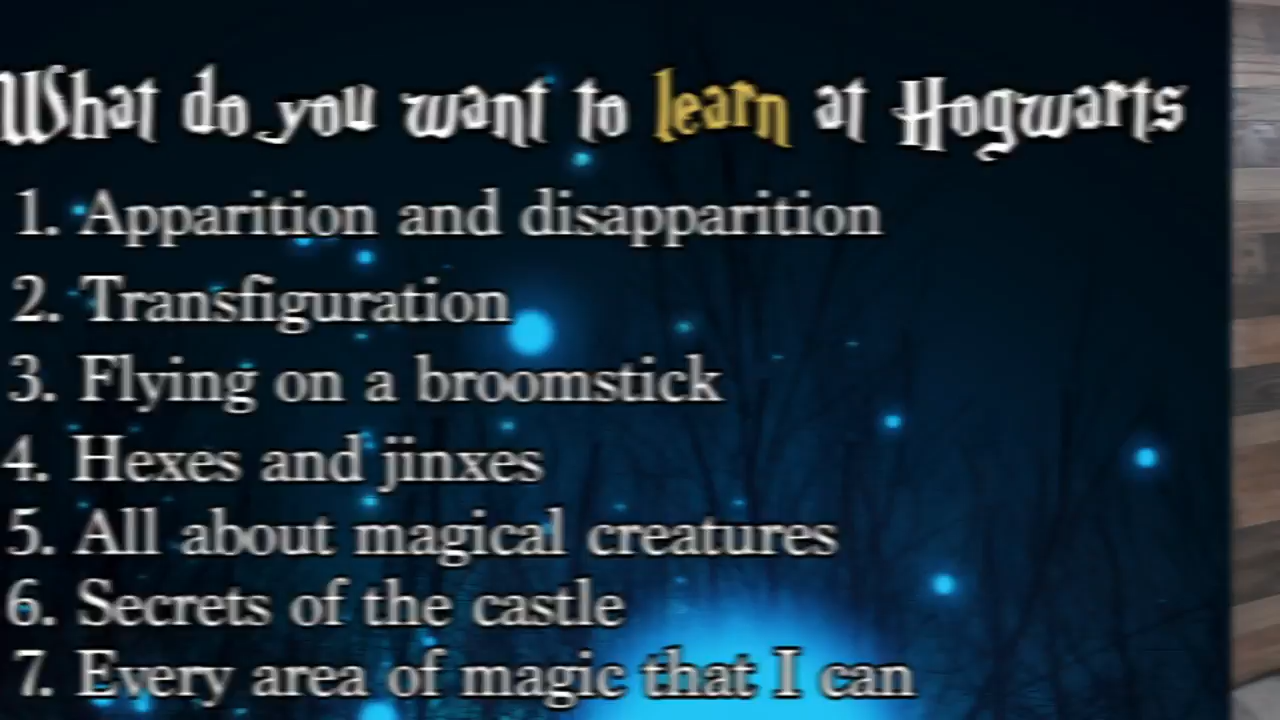 What do you want to learn at Hogwarts
1. Apparition and disapparition
2. Transfiguration
3. Flying on a broomstick
4. Hexes and jinxes
5. All about magical creatures
6. Secrets of the castle
7. Every area of magic that I can